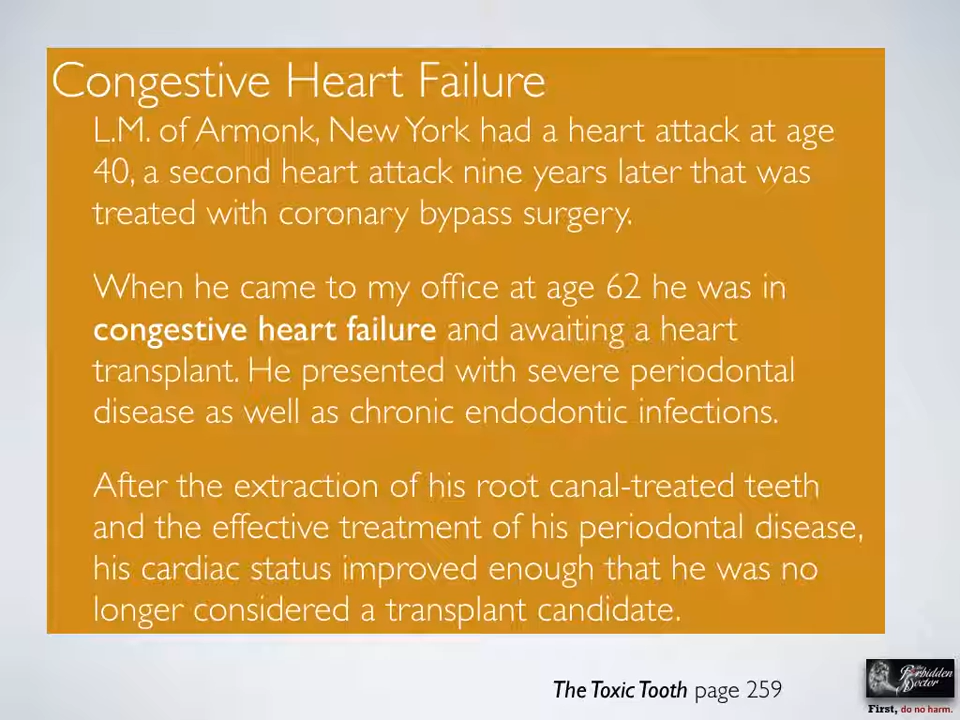 Congestive Heart Failure
L.M. of Armonk, New York had a heart attack at age
40, a second heart attack nine years later that was
treated with coronary bypass surgery.
When he came to my office at age 62 he was in
congestive heart failure and awaiting a heart
transplant. He presented with severe periodontal
disease as well as chronic endodontic infections.
After the extraction of his root canal-treated teeth
and the effective treatment of his periodontal disease,
his cardiac status improved enough that he was no
longer considered a transplant candidate.
The Toxic Tooth page 259
Forbidden
Doctor
First, do no harm.